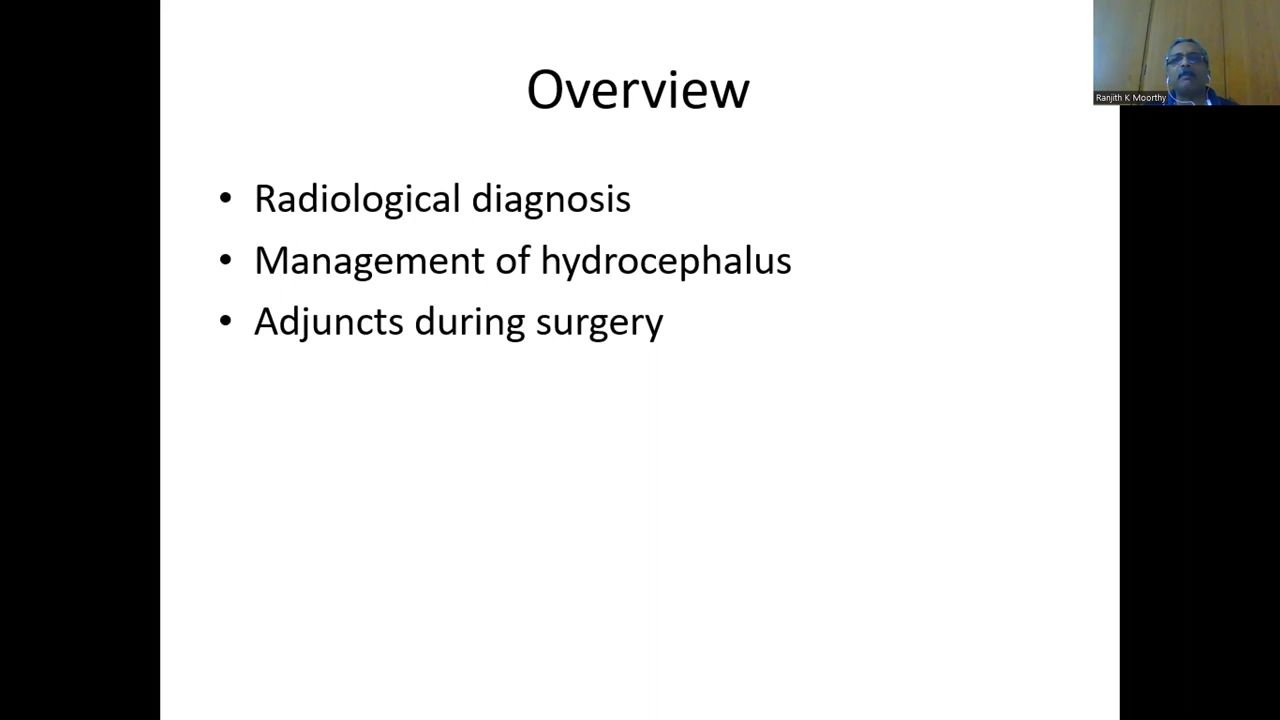 Overview
Ranjith K Moorthy
• Radiological diagnosis
• Management of hydrocephalus
• Adjuncts during surgery